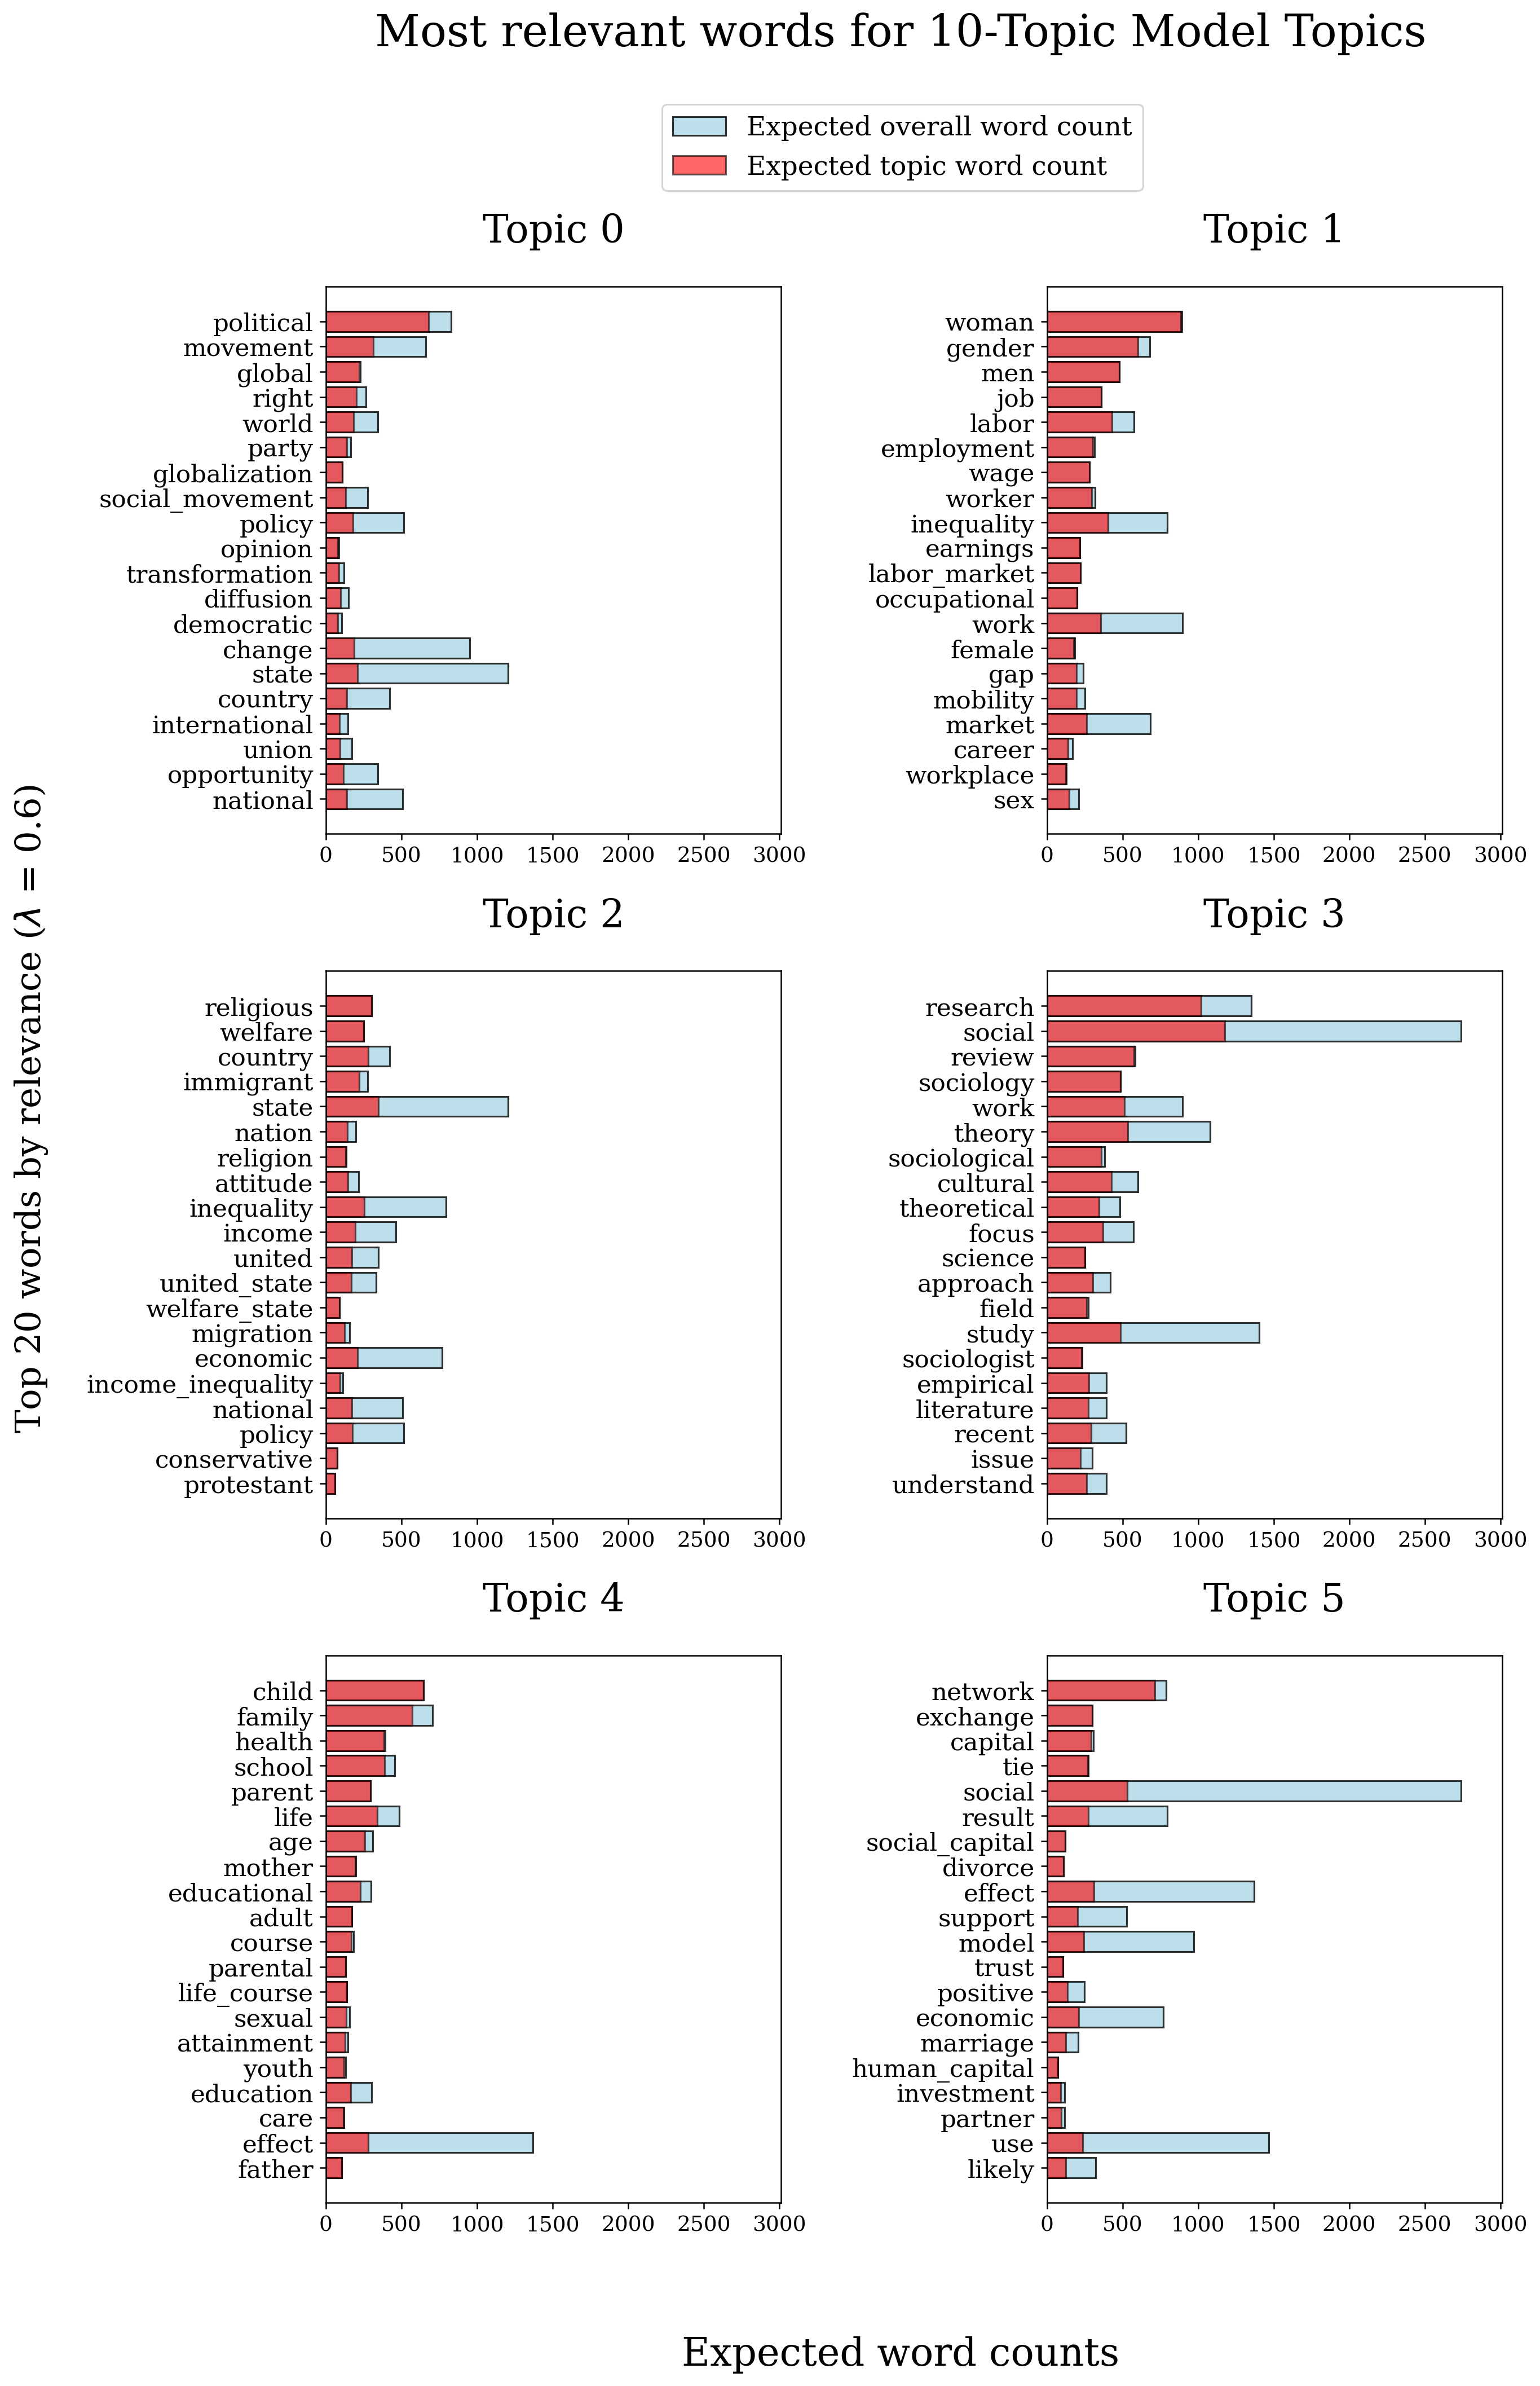 Most relevant words for 10-Topic Model Topics
Expected overall word count
Expected topic word count
Top 20 words by relevance (λ = 0.6)
Topic 0
political
movement
global
right
world
party
globalization
social_movement
policy
opinion
transformation
diffusion
democratic
change
state
country
international
union
opportunity
national
0 500 1000 1500 2000 2500 3000
Topic 1
woman
gender
men
job
labor
employment
wage
worker
inequality
earnings
labor_market
occupational
work
female
gap
mobility
market
career
workplace
sex
0 500 1000 1500 2000 2500 3000
Topic 2
religious
welfare
country
immigrant
state
nation
religion
attitude
inequality
income
united
united_state
welfare_state
migration
economic
income_inequality
national
policy
conservative
protestant
0 500 1000 1500 2000 2500 3000
Topic 3
research
social
review
sociology
work
theory
sociological
cultural
theoretical
focus
science
approach
field
study
sociologist
empirical
literature
recent
issue
understand
0 500 1000 1500 2000 2500 3000
Topic 4
child
family
health
school
parent
life
age
mother
educational
adult
course
parental
life_course
sexual
attainment
youth
education
care
effect
father
0 500 1000 1500 2000 2500 3000
Topic 5
network
exchange
capital
tie
social
result
social_capital
divorce
effect
support
model
trust
positive
economic
marriage
human_capital
investment
partner
use
likely
0 500 1000 1500 2000 2500 3000
Expected word counts